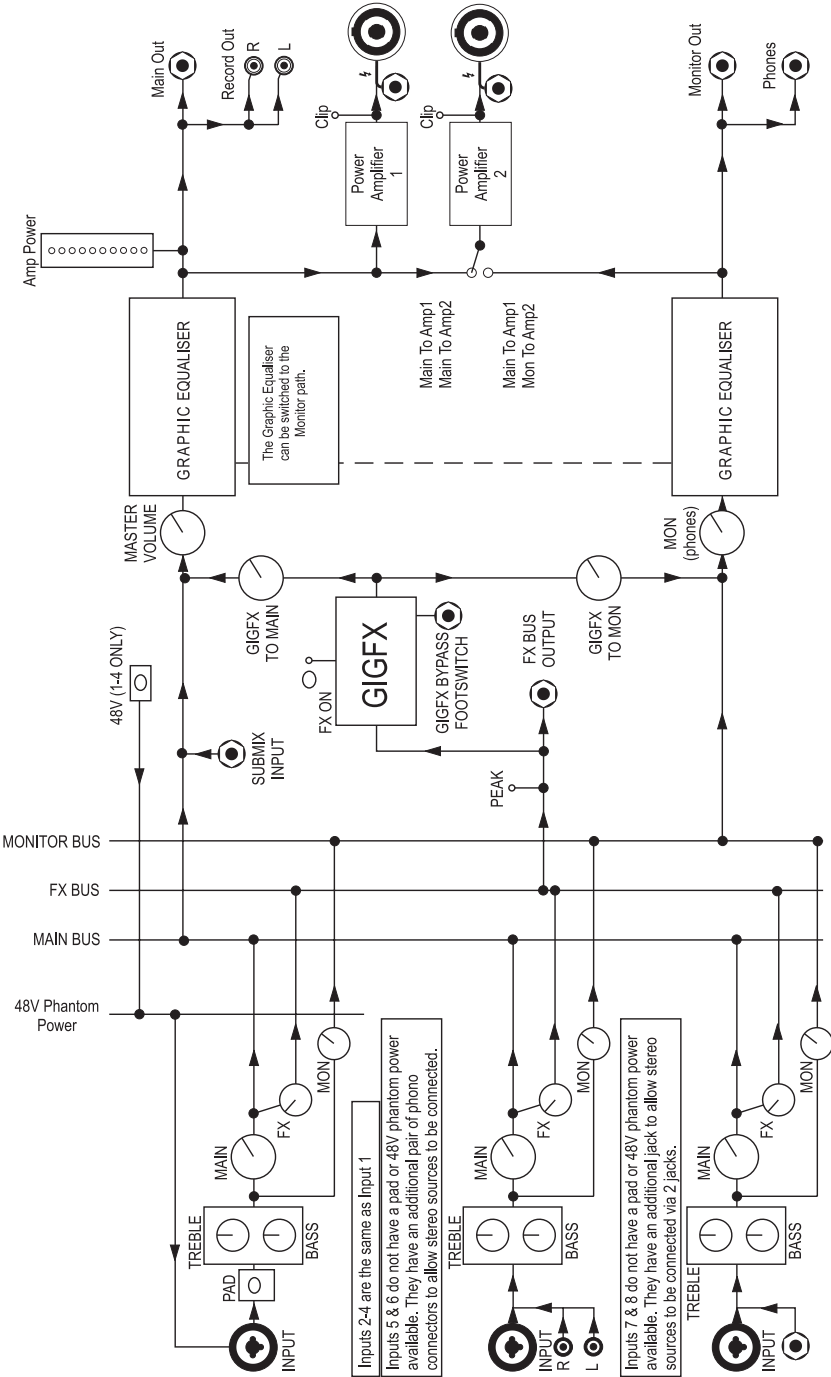 48V Phantom
Power
MAIN BUS
FX BUS
MONITOR BUS
INPUT
PAD
TREBLE
BASS
MAIN
FX
MON
Inputs 2-4 are the same as Input 1
Inputs 5 & 6 do not have a pad or 48V phantom power
available. They have an additional pair of phono
connectors to allow stereo sources to be connected.
INPUT
R
L
TREBLE
BASS
MAIN
FX
MON
Inputs 7 & 8 do not have a pad or 48V phantom power
available. They have an additional jack to allow stereo
sources to be connected via 2 jacks.
INPUT
TREBLE
BASS
MAIN
FX
MON
48V (1-4 ONLY)
SUBMIX
INPUT
PEAK
FX BUS
OUTPUT
FX ON
GIGFX
GIGFX BYPASS
FOOTSWITCH
GIGFX
TO MAIN
GIGFX
TO MON
MASTER
VOLUME
MON
(phones)
GRAPHIC EQUALISER
The Graphic Equaliser
can be switched to the
Monitor path.
GRAPHIC EQUALISER
Amp Power
Main To Amp1
Main To Amp2
Main To Amp1
Mon To Amp2
Power
Amplifier
1
Clip
Power
Amplifier
2
Clip
Main Out
Record Out
R
L
Monitor Out
Phones